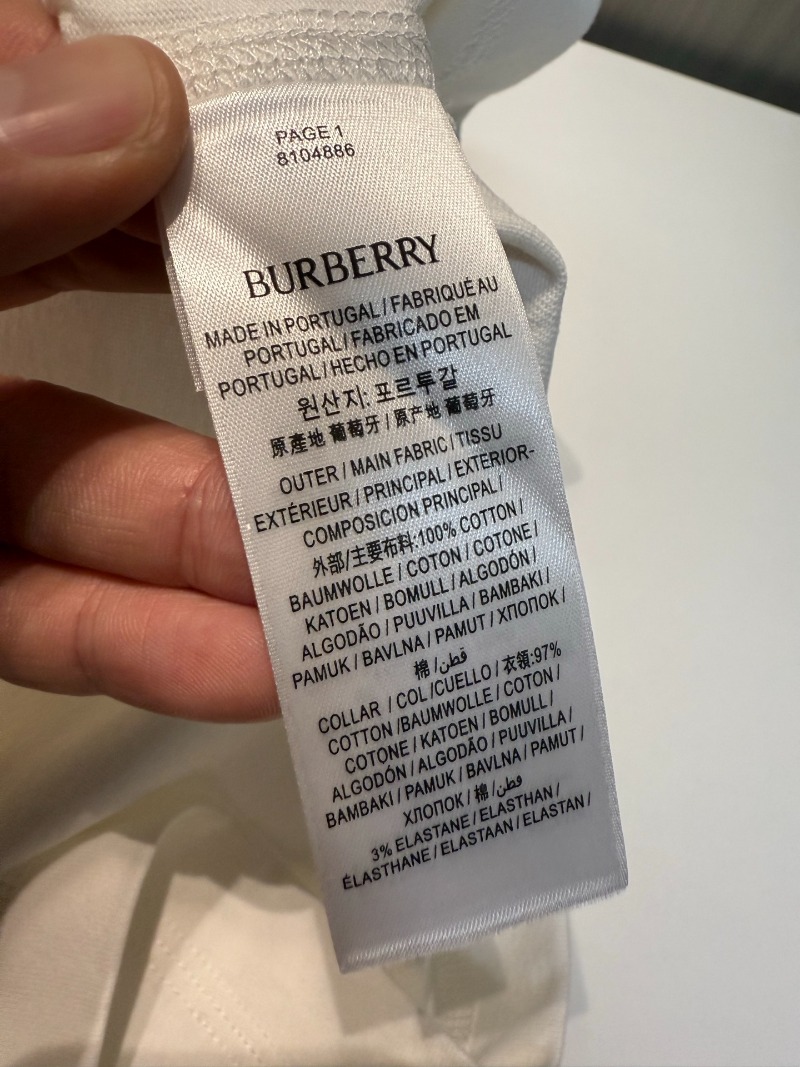 PAGE 1
8104886
BURBERRY
MADE IN PORTUGAL / FABRIQUÉ AU
PORTUGAL / FABRICADO EM
PORTUGAL / HECHO EN PORTUGAL
원산지: 포르투갈
原產地 葡萄牙 / 原产地 葡萄牙
OUTER / MAIN FABRIC / TISSU
EXTÉRIEUR / PRINCIPAL / EXTERIOR-
COMPOSICION PRINCIPAL /
外部/主要布料:100% COTTON /
BAUMWOLLE / COTON / COTONE /
KATOEN / BOMULL / ALGODÓN /
ALGODÃO / PUUVILLA / BAMBAKI /
PAMUK / BAVLNA / PAMUT / ХЛОПОК /
棉 / قطن
COLLAR / COL /CUELLO / 衣領:97%
COTTON /BAUMWOLLE / COTON /
COTONE / KATOEN / BOMULL /
ALGODÓN / ALGODÃO / PUUVILLA /
BAMBAKI / PAMUK / BAVLNA / PAMUT /
ХЛОПОК / 棉 / قطن
3% ELASTANE / ELASTHAN /
ÉLASTHANE / ELASTAAN / ELASTAN /